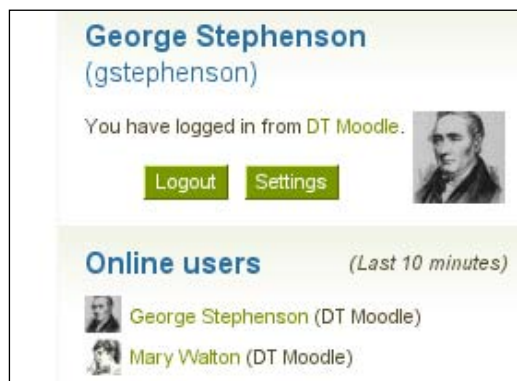 George Stephenson
(gstephenson)
You have logged in from DT Moodle.
Logout Settings
Online users (Last 10 minutes)
George Stephenson (DT Moodle)
Mary Walton (DT Moodle)